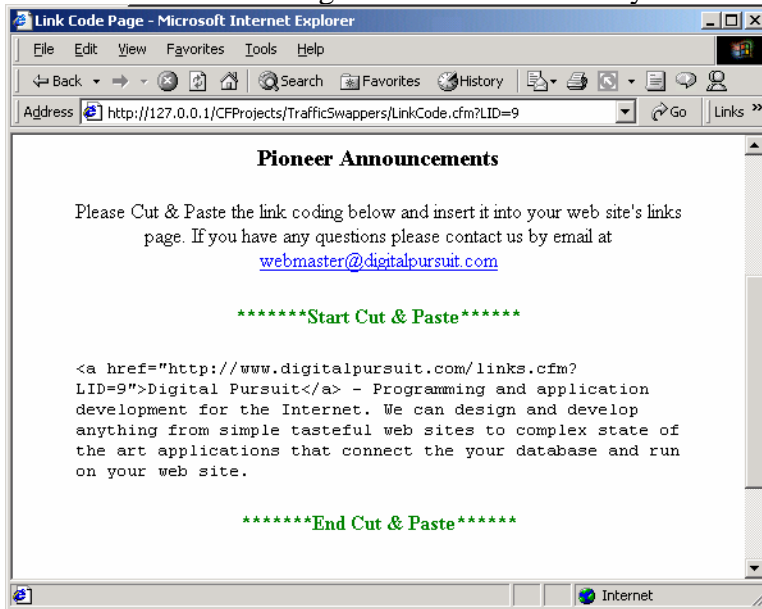 Link Code Page - Microsoft Internet Explorer
File Edit View Favorites Tools Help
Back Search Favorites History
Address http://127.0.0.1/CFProjects/TrafficSwappers/LinkCode.cfm?LID=9 Go Links »
Pioneer Announcements
Please Cut & Paste the link coding below and insert it into your web site's links
page. If you have any questions please contact us by email at
webmaster@digitalpursuit.com
*******Start Cut & Paste******
<a href="http://www.digitalpursuit.com/links.cfm?
LID=9">Digital Pursuit</a> - Programming and application
development for the Internet. We can design and develop
anything from simple tasteful web sites to complex state of
the art applications that connect the your database and run
on your web site.
*******End Cut & Paste******
Internet